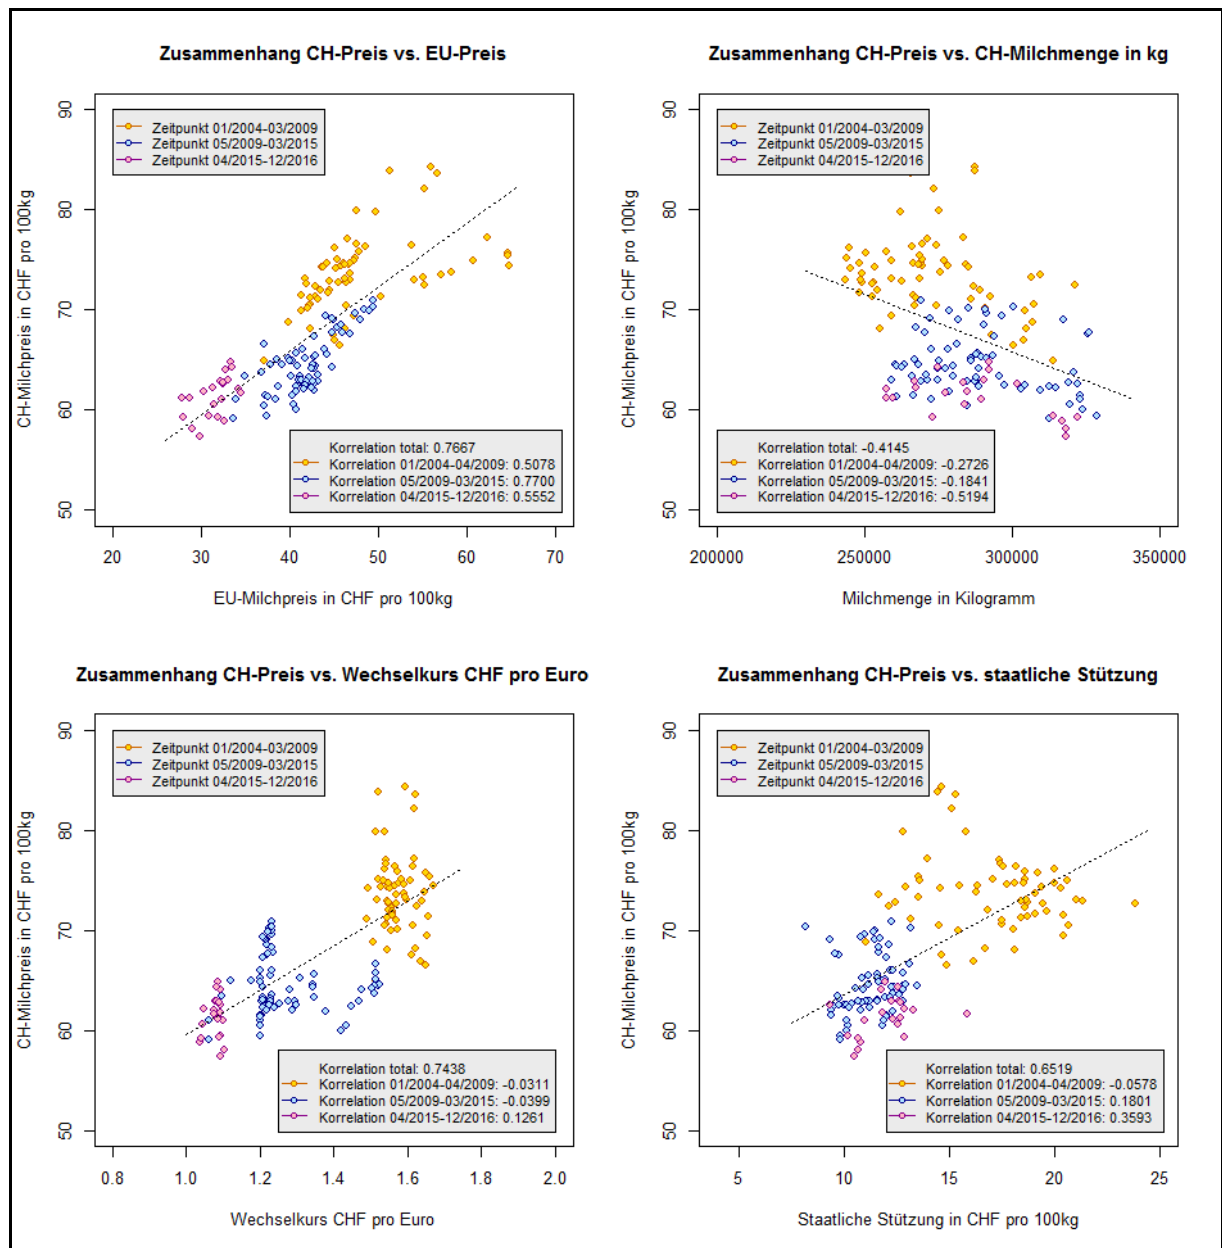 Zusammenhang CH-Preis vs. EU-Preis
CH-Milchpreis in CHF pro 100kg
90
80
70
60
50
Zeitpunkt 01/2004-03/2009
Zeitpunkt 05/2009-03/2015
Zeitpunkt 04/2015-12/2016
Korrelation total: 0.7667
Korrelation 01/2004-04/2009: 0.5078
Korrelation 05/2009-03/2015: 0.7700
Korrelation 04/2015-12/2016: 0.5552
20 30 40 50 60 70
EU-Milchpreis in CHF pro 100kg
Zusammenhang CH-Preis vs. CH-Milchmenge in kg
CH-Milchpreis in CHF pro 100kg
90
80
70
60
50
Zeitpunkt 01/2004-03/2009
Zeitpunkt 05/2009-03/2015
Zeitpunkt 04/2015-12/2016
Korrelation total: -0.4145
Korrelation 01/2004-04/2009: -0.2726
Korrelation 05/2009-03/2015: -0.1841
Korrelation 04/2015-12/2016: -0.5194
200000 250000 300000 350000
Milchmenge in Kilogramm
Zusammenhang CH-Preis vs. Wechselkurs CHF pro Euro
CH-Milchpreis in CHF pro 100kg
90
80
70
60
50
Zeitpunkt 01/2004-03/2009
Zeitpunkt 05/2009-03/2015
Zeitpunkt 04/2015-12/2016
Korrelation total: 0.7438
Korrelation 01/2004-04/2009: -0.0311
Korrelation 05/2009-03/2015: -0.0399
Korrelation 04/2015-12/2016: 0.1261
0.8 1.0 1.2 1.4 1.6 1.8 2.0
Wechselkurs CHF pro Euro
Zusammenhang CH-Preis vs. staatliche Stützung
CH-Milchpreis in CHF pro 100kg
90
80
70
60
50
Zeitpunkt 01/2004-03/2009
Zeitpunkt 05/2009-03/2015
Zeitpunkt 04/2015-12/2016
Korrelation total: 0.6519
Korrelation 01/2004-04/2009: -0.0578
Korrelation 05/2009-03/2015: 0.1801
Korrelation 04/2015-12/2016: 0.3593
5 10 15 20 25
Staatliche Stützung in CHF pro 100kg